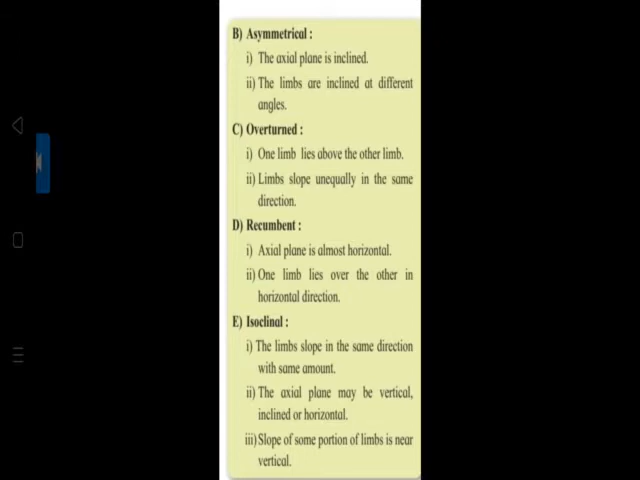 B) Asymmetrical :
i) The axial plane is inclined.
ii) The limbs are inclined at different
angles.
C) Overturned :
i) One limb lies above the other limb.
ii) Limbs slope unequally in the same
direction.
D) Recumbent :
i) Axial plane is almost horizontal.
ii) One limb lies over the other in
horizontal direction.
E) Isoclinal :
i) The limbs slope in the same direction
with same amount.
ii) The axial plane may be vertical,
inclined or horizontal.
iii) Slope of some portion of limbs is near
vertical.